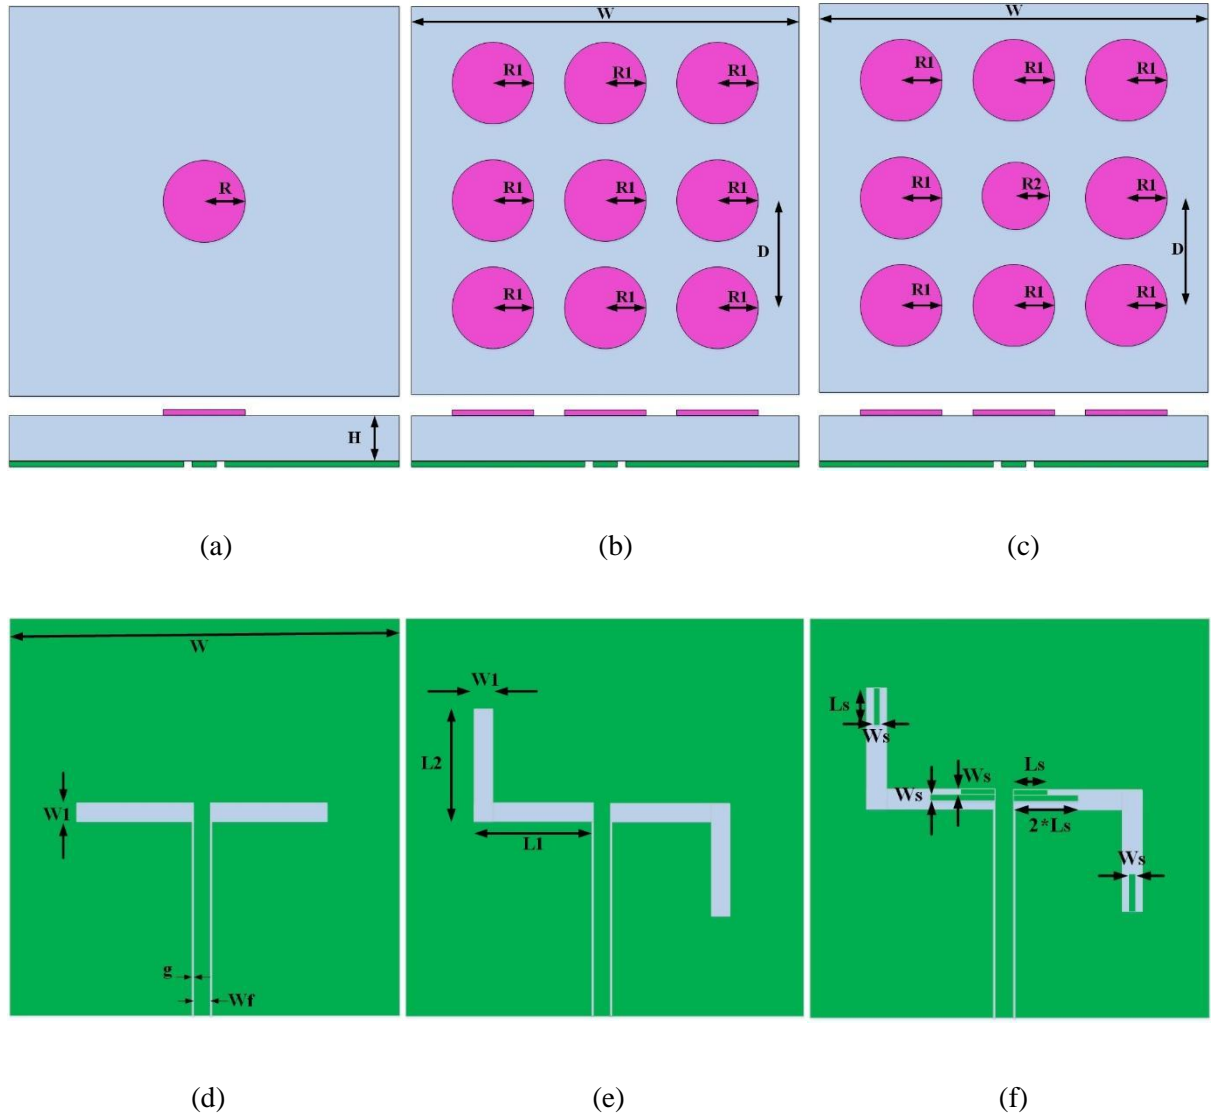 W W
R1 R1 R1 R1 R1 R1
R R1 R1 R1 R1 R2 R1
D D
R1 R1 R1 R1 R1 R1
H
(a) (b) (c)
W
W1
Ls
Ws
L2 Ls
Ws
W1 Ws
L1 2*Ls
Ws
g
Wf
(d) (e) (f)